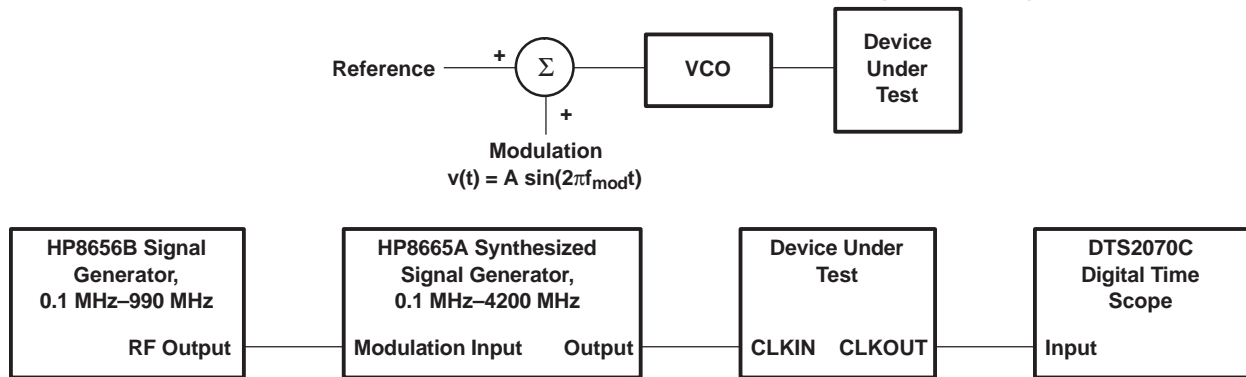 Reference
+
Σ
+
VCO
Device
Under
Test
Modulation
v(t) = A sin(2πf_mod t)
HP8656B Signal
Generator,
0.1 MHz–990 MHz
RF Output
HP8665A Synthesized
Signal Generator,
0.1 MHz–4200 MHz
Modulation Input
Output
Device Under
Test
CLKIN
CLKOUT
DTS2070C
Digital Time
Scope
Input